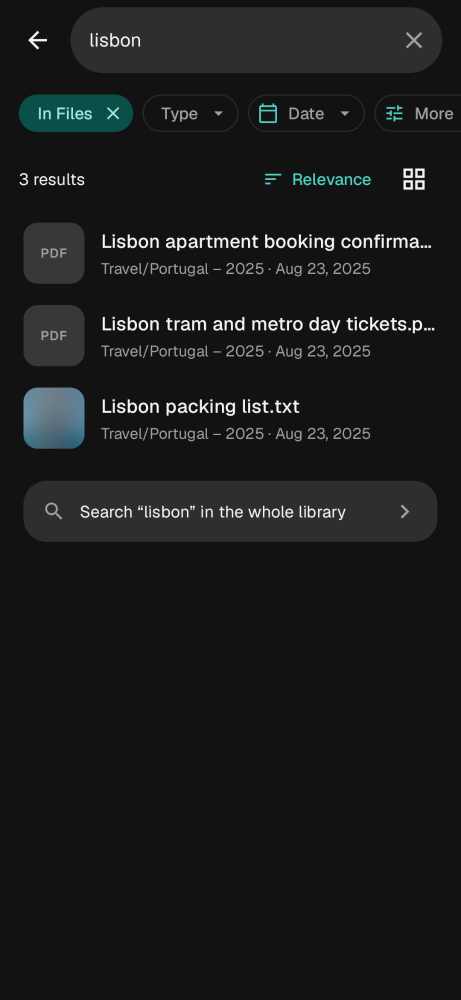 lisbon
In Files
Type
Date
More
3 results
Relevance
PDF
Lisbon apartment booking confirma...
Travel/Portugal – 2025 · Aug 23, 2025
PDF
Lisbon tram and metro day tickets.p...
Travel/Portugal – 2025 · Aug 23, 2025
Lisbon packing list.txt
Travel/Portugal – 2025 · Aug 23, 2025
Search “lisbon” in the whole library